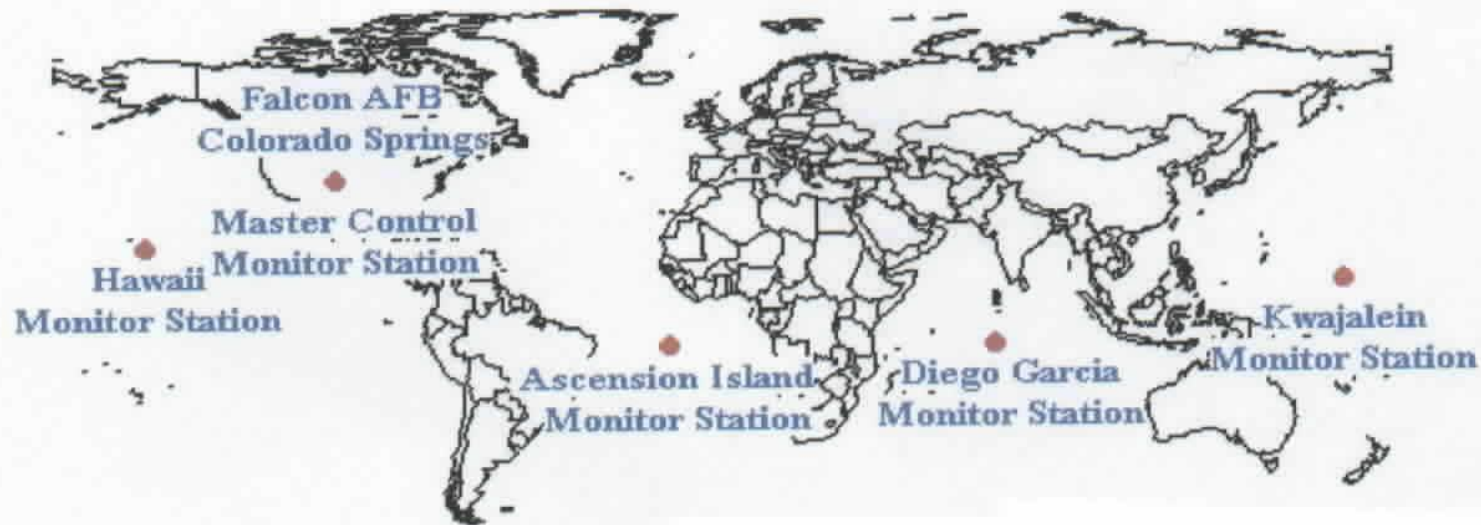 Falcon AFB
Colorado Springs
Master Control
Monitor Station
Hawaii
Monitor Station
Ascension Island
Monitor Station
Diego Garcia
Monitor Station
Kwajalein
Monitor Station